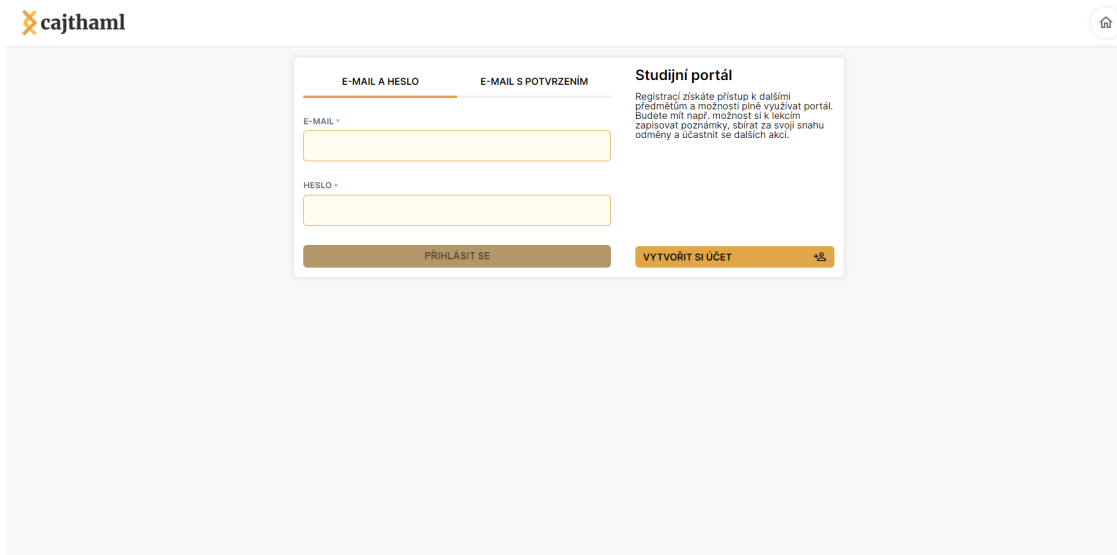 cajthaml
E-MAIL A HESLO
E-MAIL S POTVRZENÍM
E-MAIL *
HESLO *
PŘIHLÁSIT SE
Studijní portál
Registrací získáte přístup k dalšími
předmětům a možnosti plně využívat portál.
Budete mít např. možnost si k lekcím
zapisovat poznámky, sbírat za svoji snahu
odměny a účastnit se dalších akcí.
VYTVOŘIT SI ÚČET